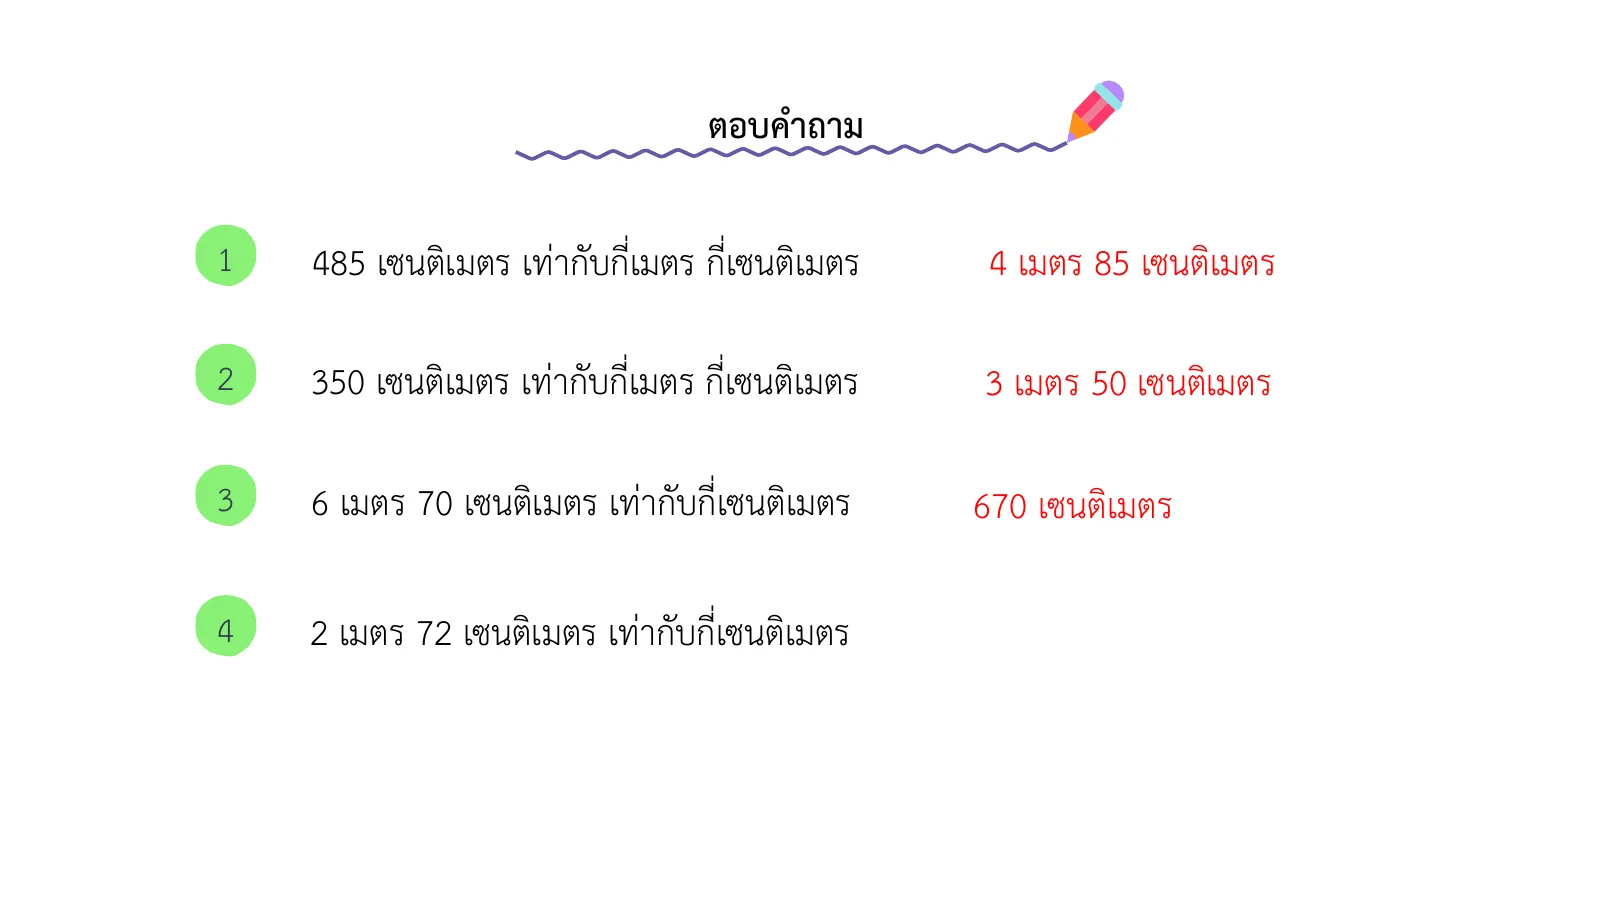 ตอบคำถาม
1 485 เซนติเมตร เท่ากับกี่เมตร กี่เซนติเมตร 4 เมตร 85 เซนติเมตร
2 350 เซนติเมตร เท่ากับกี่เมตร กี่เซนติเมตร 3 เมตร 50 เซนติเมตร
3 6 เมตร 70 เซนติเมตร เท่ากับกี่เซนติเมตร 670 เซนติเมตร
4 2 เมตร 72 เซนติเมตร เท่ากับกี่เซนติเมตร